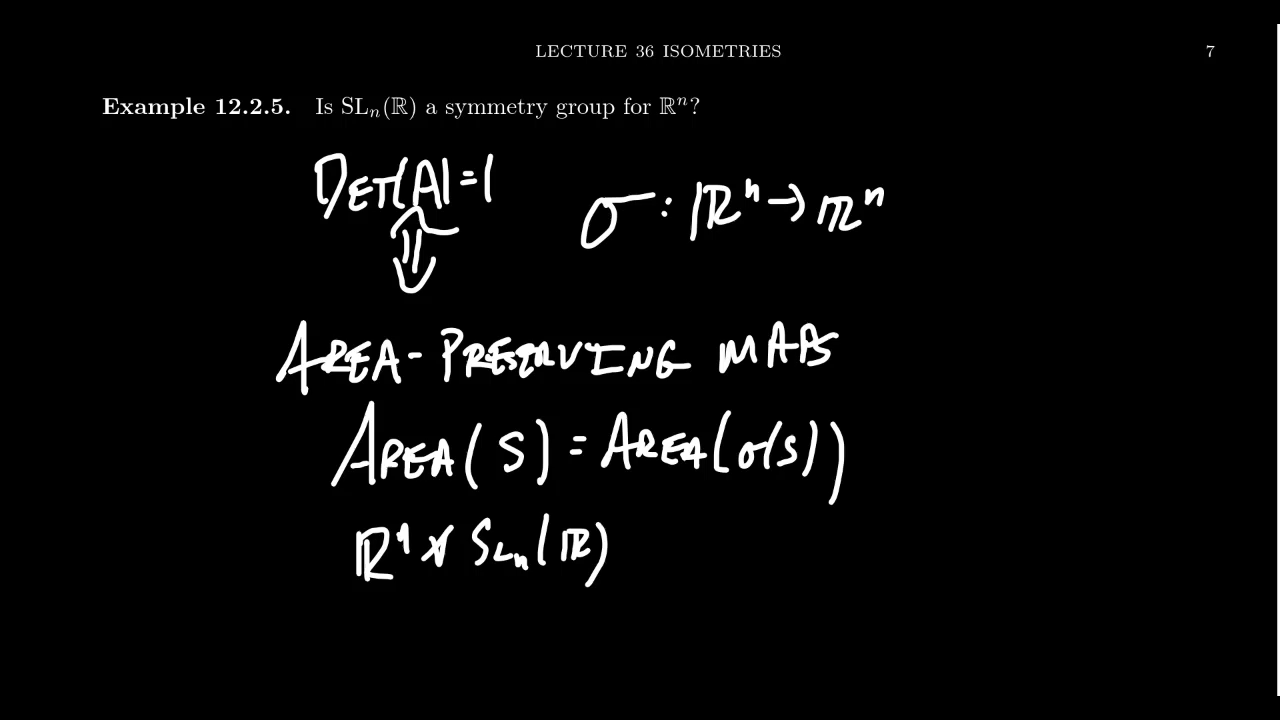 LECTURE 36 ISOMETRIES 7
Example 12.2.5. Is SLₙ(ℝ) a symmetry group for ℝⁿ?
DET(A)=1 σ: ℝⁿ → ℝⁿ
⇓
AREA-PRESERVING MAPS
AREA(S) = AREA(σ(S))
ℝⁿ ⋊ SLₙ(ℝ)